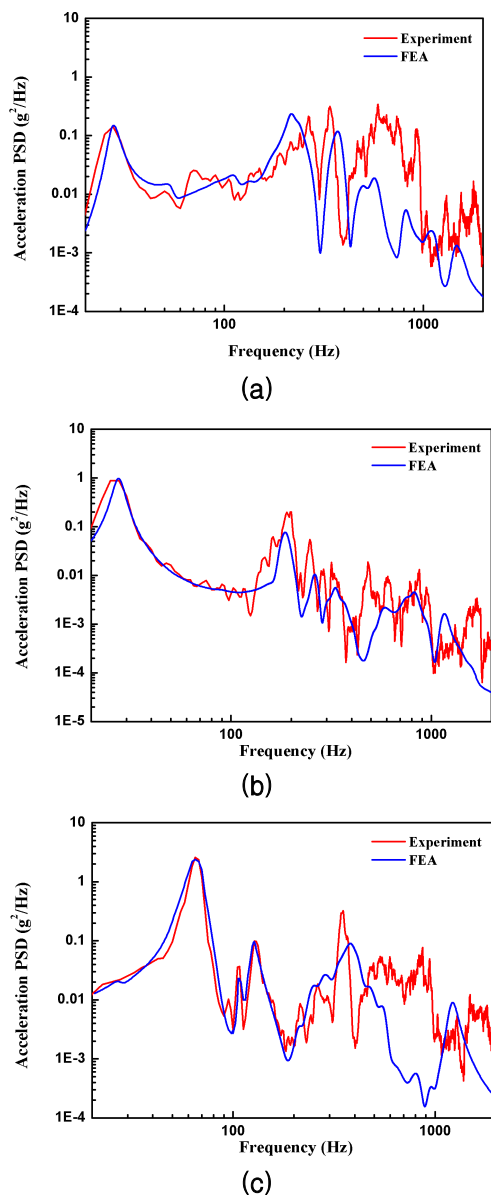 10
Experiment
FEA
1
0.1
0.01
1E-3
1E-4
Acceleration PSD (g²/Hz)
100
1000
Frequency (Hz)
(a)
10
Experiment
FEA
1
0.1
0.01
1E-3
1E-4
1E-5
Acceleration PSD (g²/Hz)
100
1000
Frequency (Hz)
(b)
10
Experiment
FEA
1
0.1
0.01
1E-3
1E-4
Acceleration PSD (g²/Hz)
100
1000
Frequency (Hz)
(c)